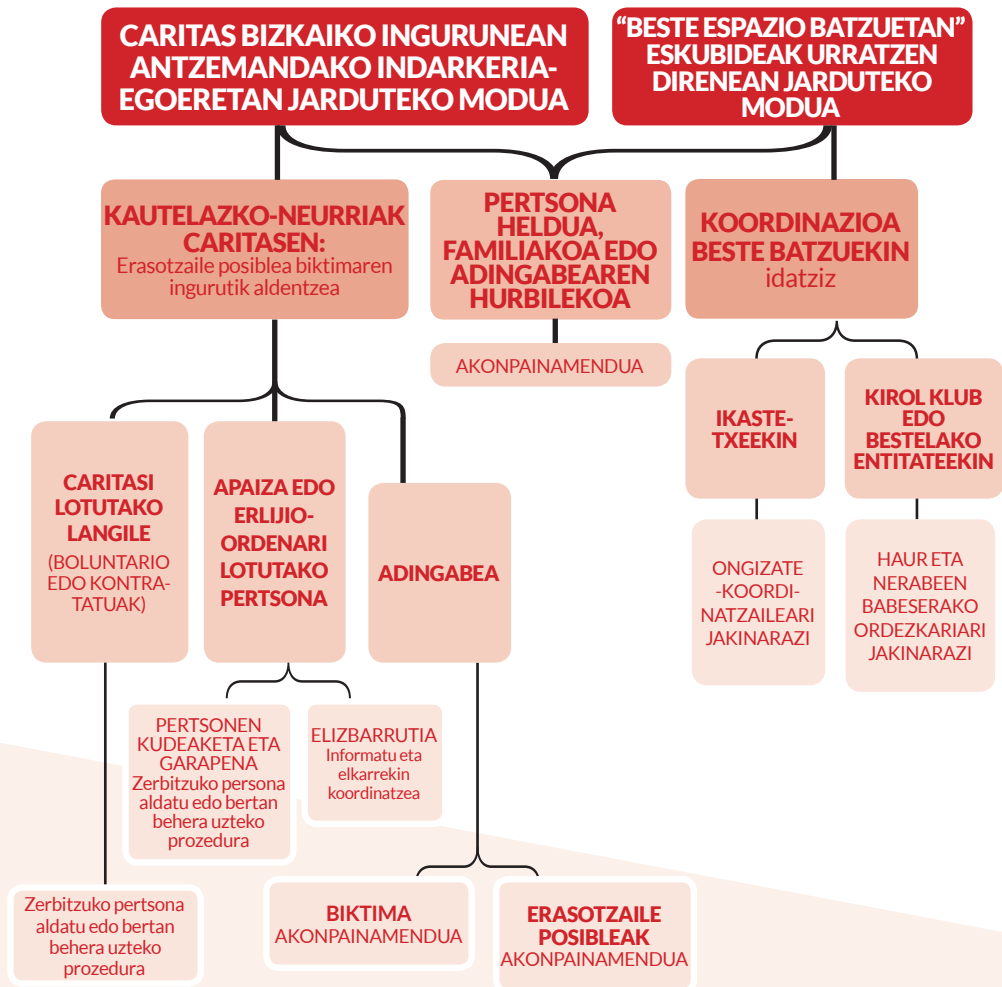 CARITAS BIZKAIKO INGURUNEAN
ANTZEMANDAKO INDARKERIA-
EGOERETAN JARDUTEKO MODUA
“BESTE ESPAZIO BATZUETAN”
ESKUBIDEAK URRATZEN
DIRENEAN JARDUTEKO
MODUA
KAUTELAZKO-NEURRIAK
CARITASEN:
Erasotzaile posiblea biktimaren
ingurutik aldentzea
PERTSONA
HELDUA,
FAMILIAKOA EDO
ADINGABEAREN
HURBILEKOA
KOORDINAZIOA
BESTE BATZUEKIN
idatziz
AKONPAINAMENDUA
IKASTE-
TXEEKIN
KIROL KLUB
EDO
BESTELAKO
ENTITATEEKIN
CARITASI
LOTUTAKO
LANGILE
(BOLUNTARIO
EDO KONTRA-
TATUAK)
APAIZA EDO
ERLIJIO-
ORDENARI
LOTUTAKO
PERTSONA
ADINGABEA
ONGIZATE
-KOORDI-
NATZAILEARI
JAKINARAZI
HAUR ETA
NERABEEN
BABESERAKO
ORDEZKARIARI
JAKINARAZI
PERTSONEN
KUDEAKETA ETA
GARAPENA
Zerbitzuko persona
aldatu edo bertan
behera uzteko
prozedura
ELIZBARRUTIA
Informatu eta
elkarrekin
koordinatzea
Zerbitzuko pertsona
aldatu edo bertan
behera uzteko
prozedura
BIKTIMA
AKONPAINAMENDUA
ERASOTZAILE
POSIBLEAK
AKONPAINAMENDUA